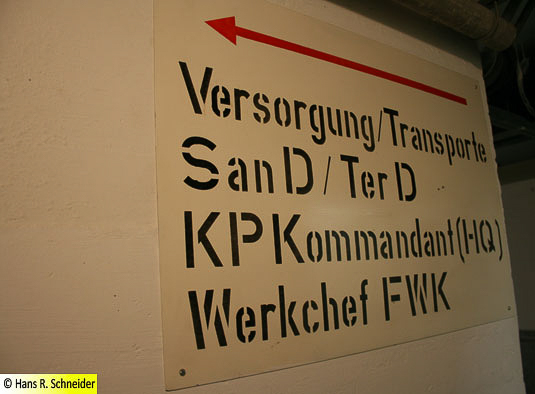 Versorgung/Transporte
San D / Ter D
KP Kommandant (HQ)
Werkchef FWK
© Hans R. Schneider